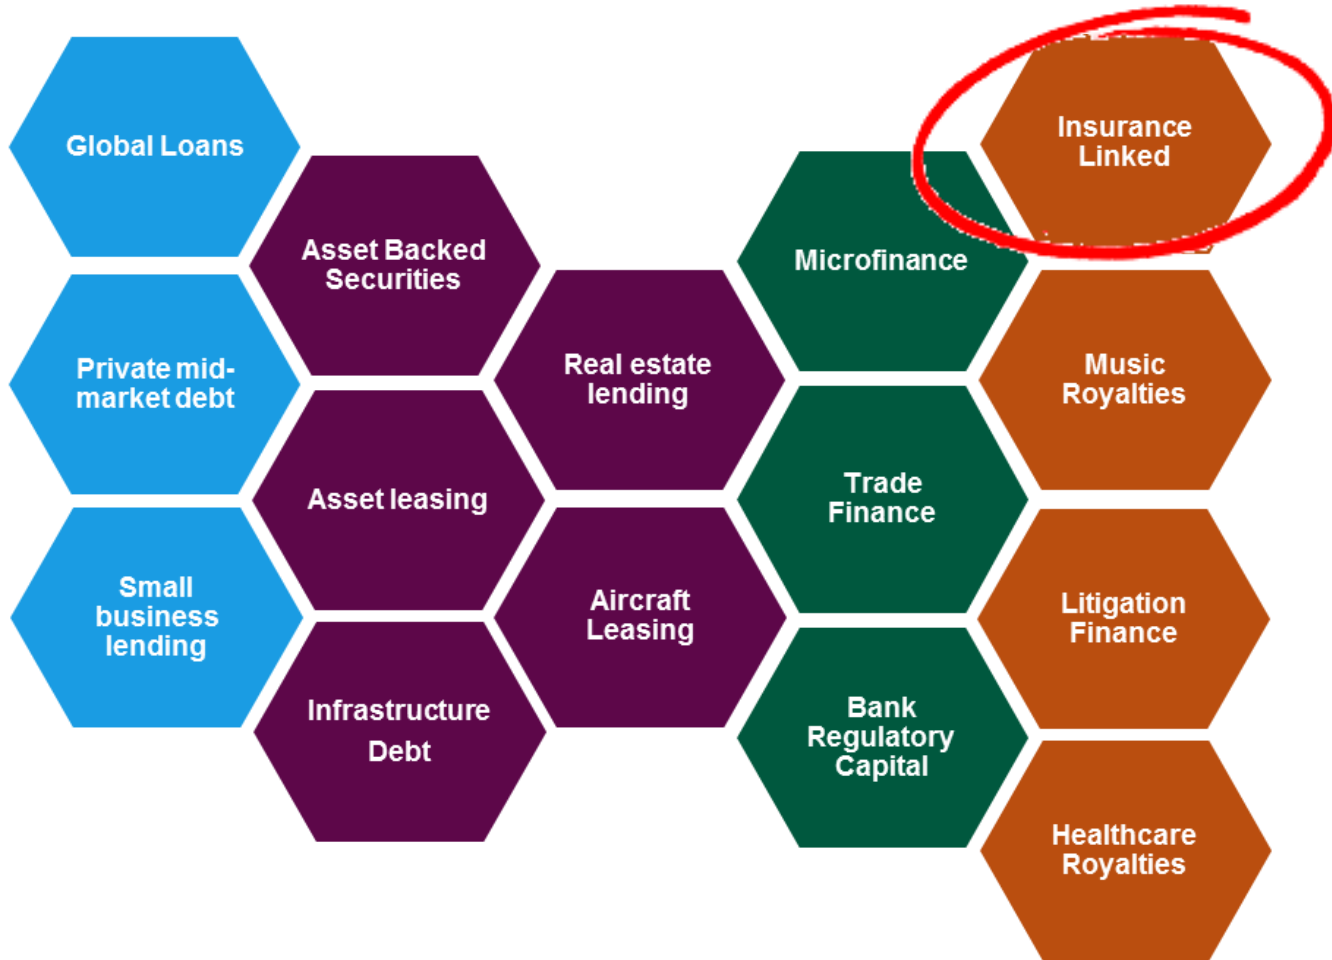 Global Loans
Private mid-
market debt
Small
business
lending
Asset Backed
Securities
Asset leasing
Infrastructure
Debt
Real estate
lending
Aircraft
Leasing
Microfinance
Trade
Finance
Bank
Regulatory
Capital
Insurance
Linked
Music
Royalties
Litigation
Finance
Healthcare
Royalties